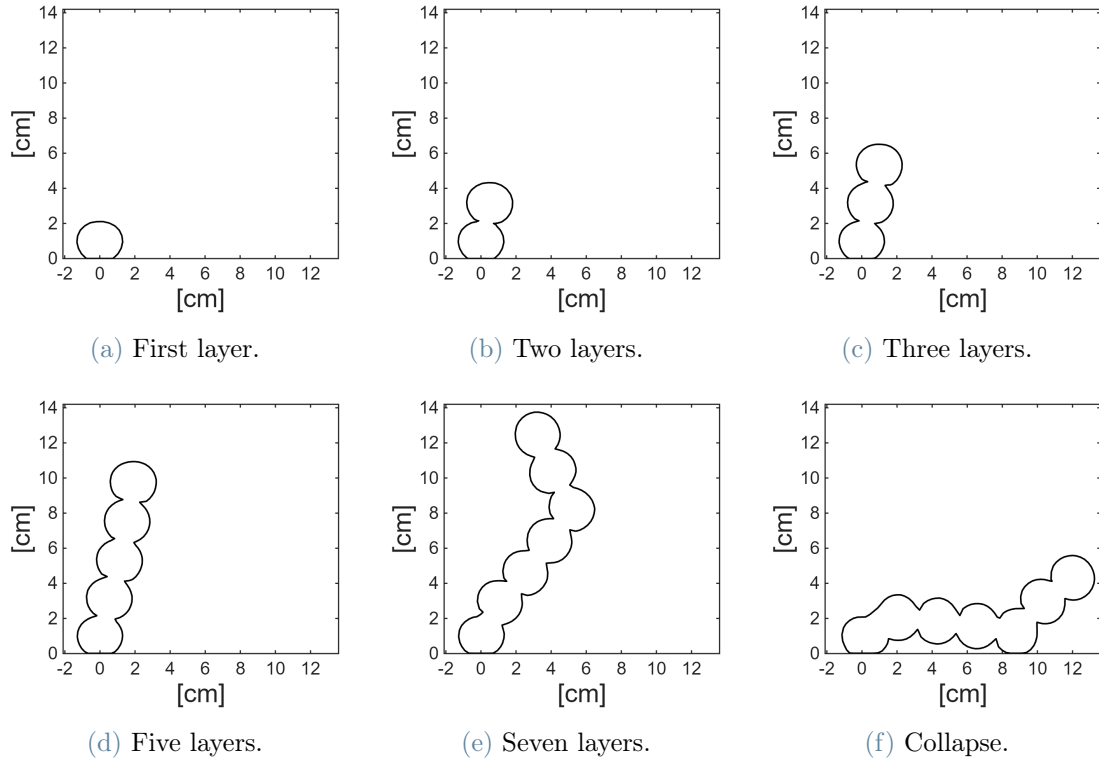 14
12
10
8
6
4
2
0
[cm]
-2 0 2 4 6 8 10 12
[cm]
(a) First layer.
14
12
10
8
6
4
2
0
[cm]
-2 0 2 4 6 8 10 12
[cm]
(b) Two layers.
14
12
10
8
6
4
2
0
[cm]
-2 0 2 4 6 8 10 12
[cm]
(c) Three layers.
14
12
10
8
6
4
2
0
[cm]
-2 0 2 4 6 8 10 12
[cm]
(d) Five layers.
14
12
10
8
6
4
2
0
[cm]
-2 0 2 4 6 8 10 12
[cm]
(e) Seven layers.
14
12
10
8
6
4
2
0
[cm]
-2 0 2 4 6 8 10 12
[cm]
(f) Collapse.